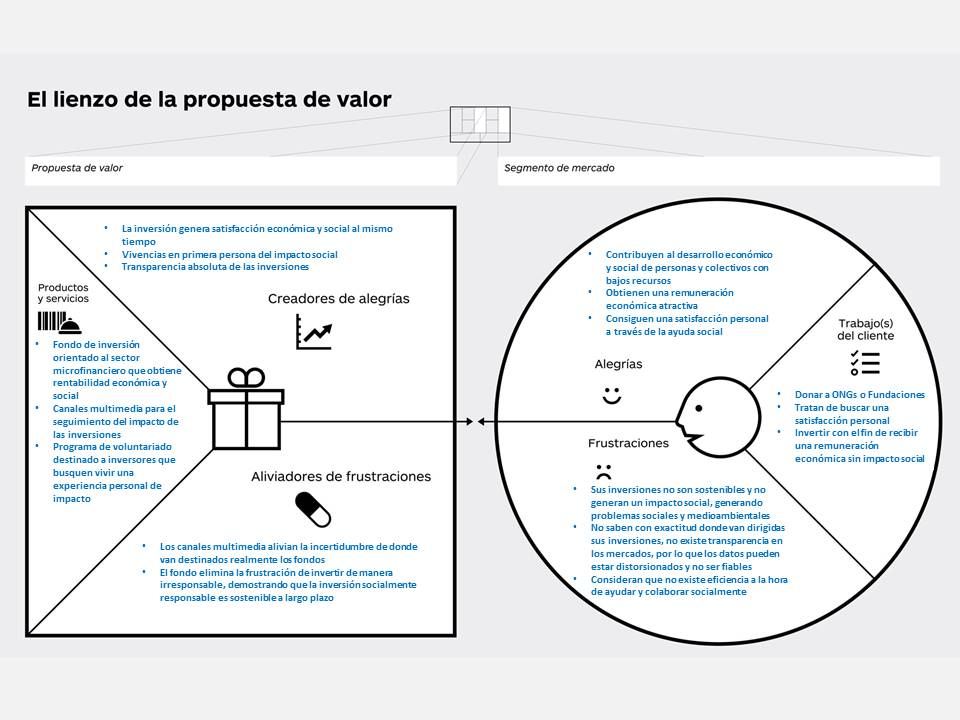 El lienzo de la propuesta de valor
Propuesta de valor
Segmento de mercado
• La inversión genera satisfacción económica y social al mismo
tiempo
• Vivencias en primera persona del impacto social
• Transparencia absoluta de las inversiones
Productos
y servicios
• Fondo de inversión
orientado al sector
microfinanciero que obtiene
rentabilidad económica y
social
• Canales multimedia para el
seguimiento del impacto de
las inversiones
• Programa de voluntariado
destinado a inversores que
busquen vivir una
experiencia personal de
impacto
Creadores de alegrías
Aliviadores de frustraciones
• Los canales multimedia alivian la incertidumbre de donde
van destinados realmente los fondos
• El fondo elimina la frustración de invertir de manera
irresponsable, demostrando que la inversión socialmente
responsable es sostenible a largo plazo
• Contribuyen al desarrollo económico
y social de personas y colectivos con
bajos recursos
• Obtienen una remuneración
económica atractiva
• Consiguen una satisfacción personal
a través de la ayuda social
Alegrías
Frustraciones
• Sus inversiones no son sostenibles y no
generan un impacto social, generando
problemas sociales y medioambientales
• No saben con exactitud donde van dirigidas
sus inversiones, no existe transparencia en
los mercados, por lo que los datos pueden
estar distorsionados y no ser fiables
• Consideran que no existe eficiencia a la hora
de ayudar y colaborar socialmente
Trabajo(s)
del cliente
• Donar a ONGs o Fundaciones
• Tratan de buscar una
satisfacción personal
• Invertir con el fin de recibir
una remuneración
económica sin impacto social